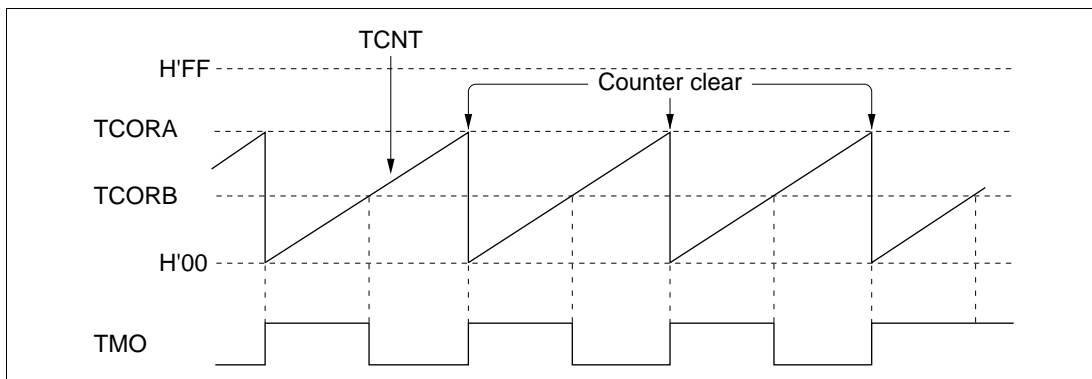 TCNT
H'FF
Counter clear
TCORA
TCORB
H'00
TMO